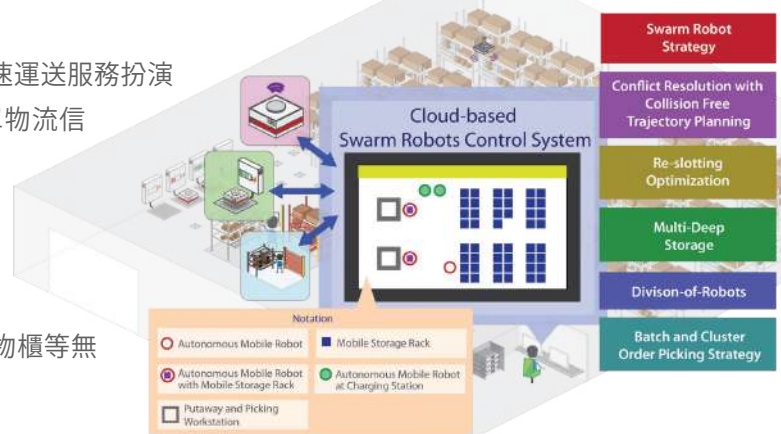 速運送服務扮演
物流信
物櫃等無
Cloud-based
Swarm Robots Control System
Swarm Robot
Strategy
Conflict Resolution with
Collision Free
Trajectory Planning
Re-slotting
Optimization
Multi-Deep
Storage
Divison-of-Robots
Batch and Cluster
Order Picking Strategy
Notation
Autonomous Mobile Robot
Mobile Storage Rack
Autonomous Mobile Robot
with Mobile Storage Rack
Autonomous Mobile Robot
at Charging Station
Putaway and Picking
Workstation